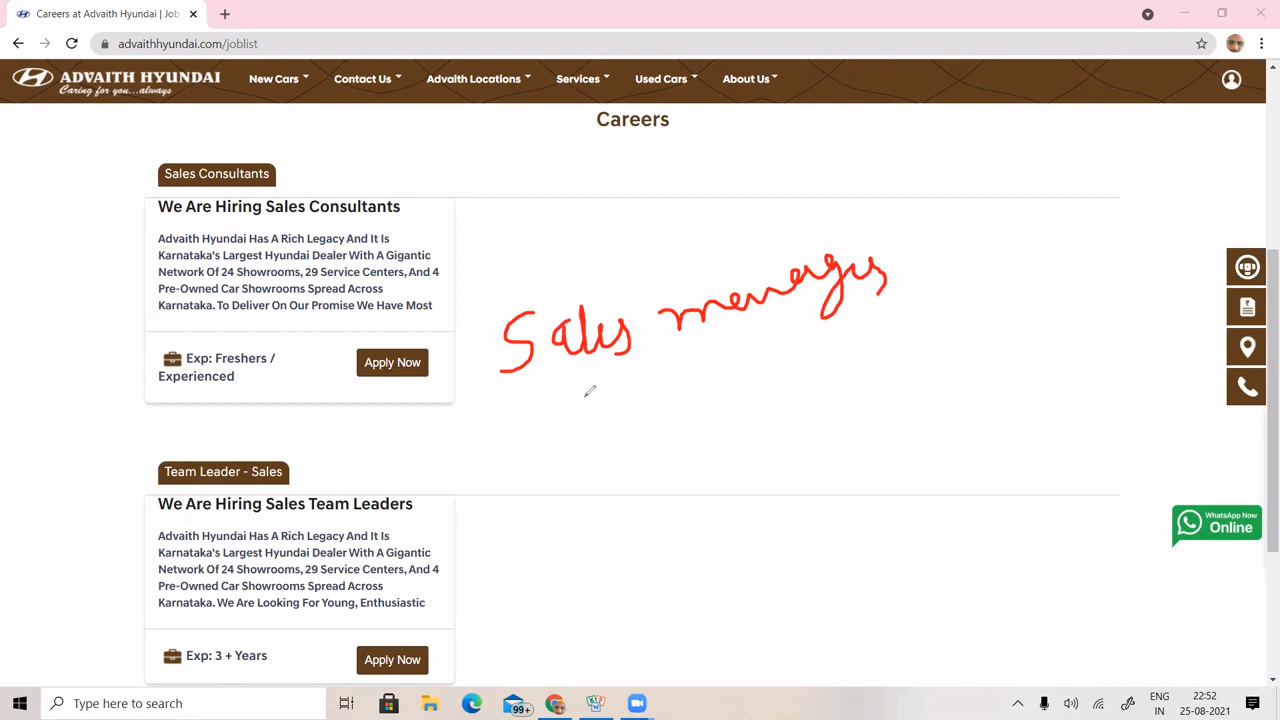 Careers at Advaith Hyundai | Job
advaithhyundai.com/joblist
ADVAITH HYUNDAI
Caring for you...always
New Cars
Contact Us
Advaith Locations
Services
Used Cars
About Us
Careers
Sales Consultants
We Are Hiring Sales Consultants
Advaith Hyundai Has A Rich Legacy And It Is
Karnataka's Largest Hyundai Dealer With A Gigantic
Network Of 24 Showrooms, 29 Service Centers, And 4
Pre-Owned Car Showrooms Spread Across
Karnataka. To Deliver On Our Promise We Have Most
Exp: Freshers /
Experienced
Apply Now
Sales
Team Leader - Sales
We Are Hiring Sales Team Leaders
Advaith Hyundai Has A Rich Legacy And It Is
Karnataka's Largest Hyundai Dealer With A Gigantic
Network Of 24 Showrooms, 29 Service Centers, And 4
Pre-Owned Car Showrooms Spread Across
Karnataka. We Are Looking For Young, Enthusiastic
Exp: 3 + Years
Apply Now
WhatsApp Now
Online
Type here to search
99+
ENG
IN
22:52
25-08-2021